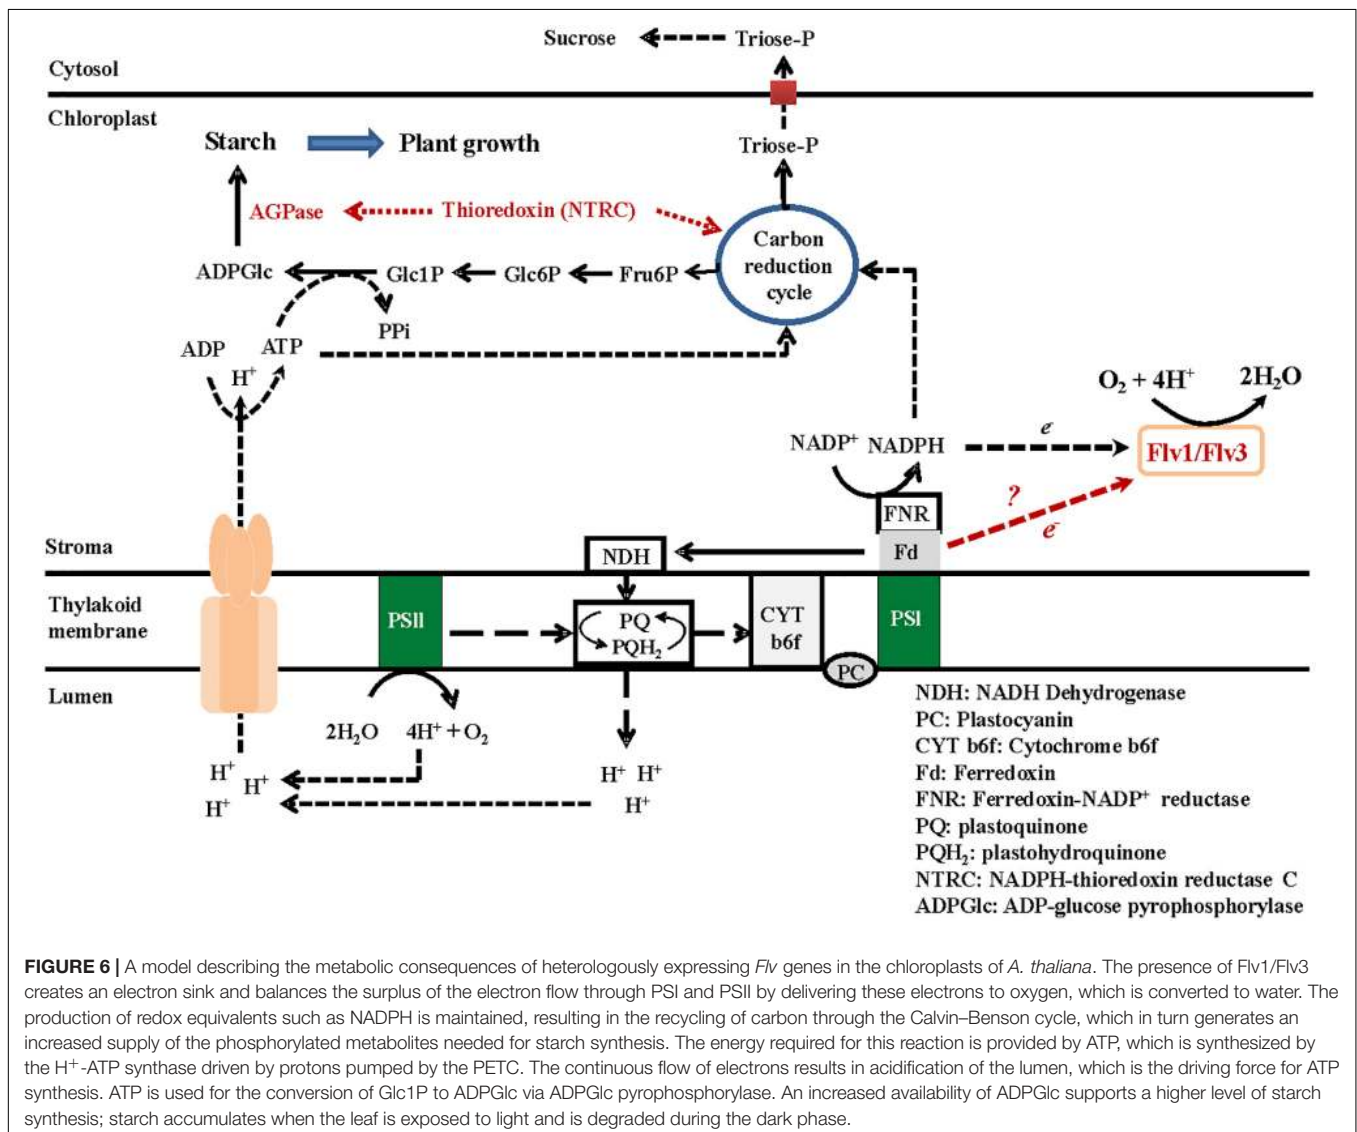 Sucrose Triose-P
Cytosol
Chloroplast
Starch Plant growth Triose-P
AGPase Thioredoxin (NTRC)
Carbon
reduction
cycle
ADPGlc Glc1P Glc6P Fru6P
PPi
ADP ATP
H⁺
O₂ + 4H⁺ 2H₂O
NADP⁺ NADPH e⁻ Flv1/Flv3
?
e⁻
FNR
Stroma NDH Fd
Thylakoid
membrane
PSII PQ
PQH₂
CYT
b6f
PSI
PC
Lumen
2H₂O 4H⁺ + O₂
H⁺ H⁺ H⁺
H⁺ H⁺ H⁺
NDH: NADH Dehydrogenase
PC: Plastocyanin
CYT b6f: Cytochrome b6f
Fd: Ferredoxin
FNR: Ferredoxin-NADP⁺ reductase
PQ: plastoquinone
PQH₂: plastohydroquinone
NTRC: NADPH-thioredoxin reductase C
ADPGlc: ADP-glucose pyrophosphorylase
FIGURE 6 | A model describing the metabolic consequences of heterologously expressing Flv genes in the chloroplasts of A. thaliana. The presence of Flv1/Flv3
creates an electron sink and balances the surplus of the electron flow through PSI and PSII by delivering these electrons to oxygen, which is converted to water. The
production of redox equivalents such as NADPH is maintained, resulting in the recycling of carbon through the Calvin–Benson cycle, which in turn generates an
increased supply of the phosphorylated metabolites needed for starch synthesis. The energy required for this reaction is provided by ATP, which is synthesized by
the H⁺-ATP synthase driven by protons pumped by the PETC. The continuous flow of electrons results in acidification of the lumen, which is the driving force for ATP
synthesis. ATP is used for the conversion of Glc1P to ADPGlc via ADPGlc pyrophosphorylase. An increased availability of ADPGlc supports a higher level of starch
synthesis; starch accumulates when the leaf is exposed to light and is degraded during the dark phase.